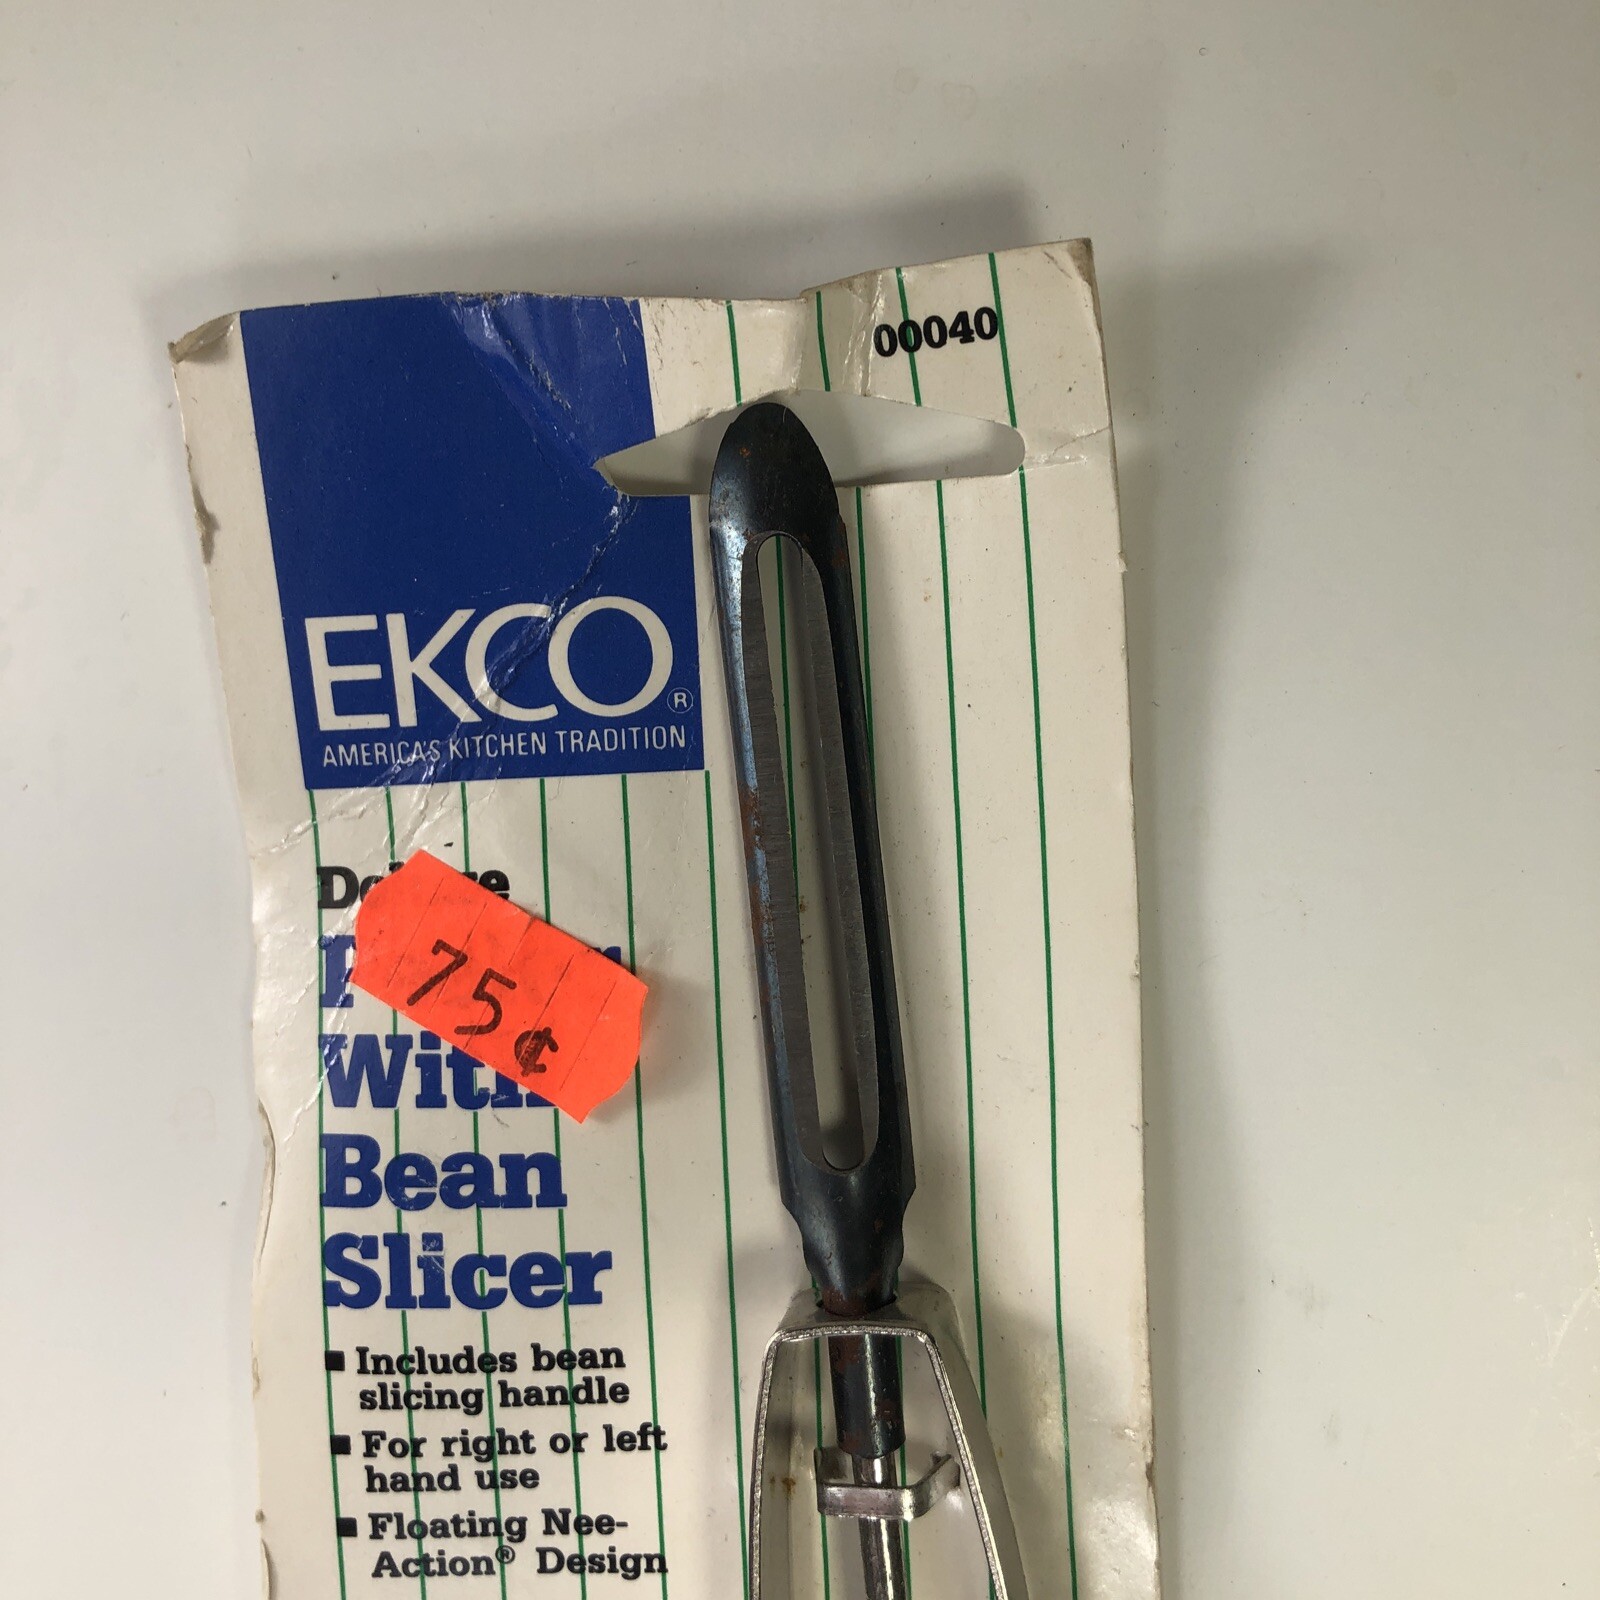 00040
EKCO®
AMERICA'S KITCHEN TRADITION
75¢
With
Bean
Slicer
▪ Includes bean
slicing handle
▪ For right or left
hand use
▪ Floating Nee-
Action® Design